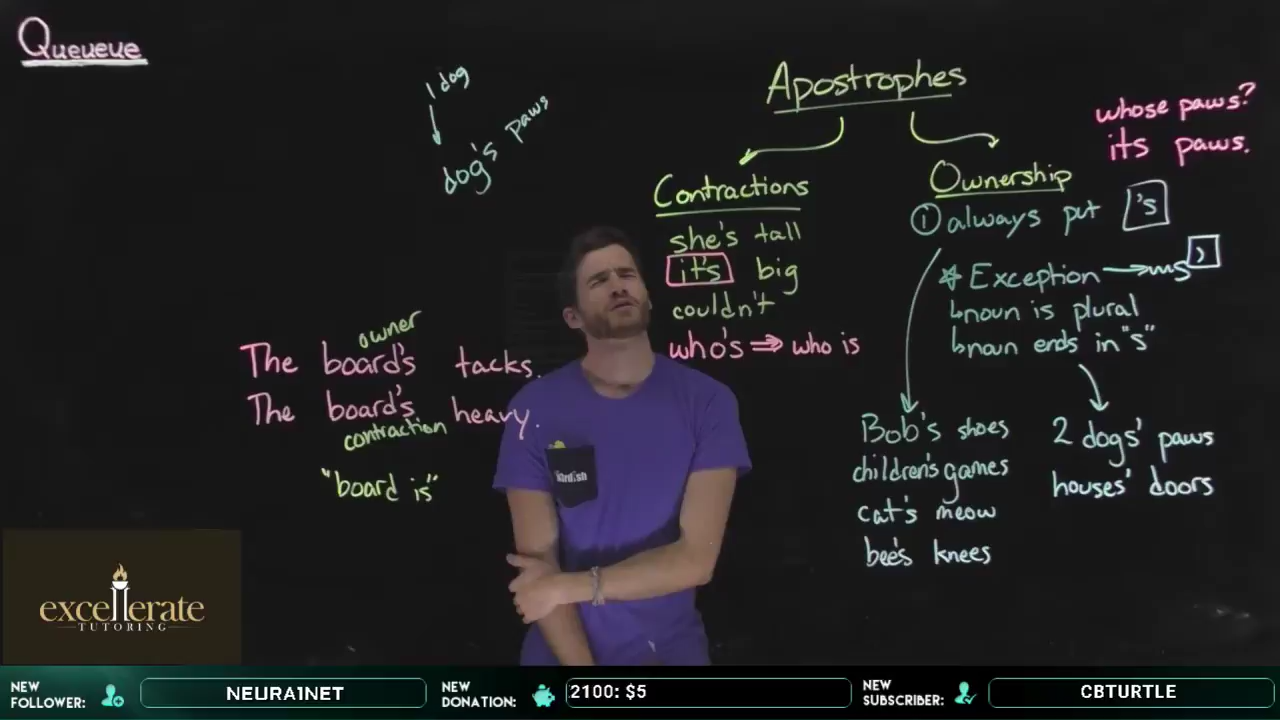 Queueue
1 dog
dog's paws
Apostrophes
whose paws?
its paws.
Contractions
she's tall
it's big
couldn't
who's ⇒ who is
Ownership
① always put 's
* Exception → ms'
↳ noun is plural
↳ noun ends in "s"
Bob's shoes
children's games
cat's meow
bee's knees
2 dogs' paws
houses' doors
owner
The board's tacks.
The board's heavy.
contraction
"board is"
excellerate
TUTORING
NEW FOLLOWER:
NEURA1NET
NEW DONATION:
2100: $5
NEW SUBSCRIBER:
CBTURTLE